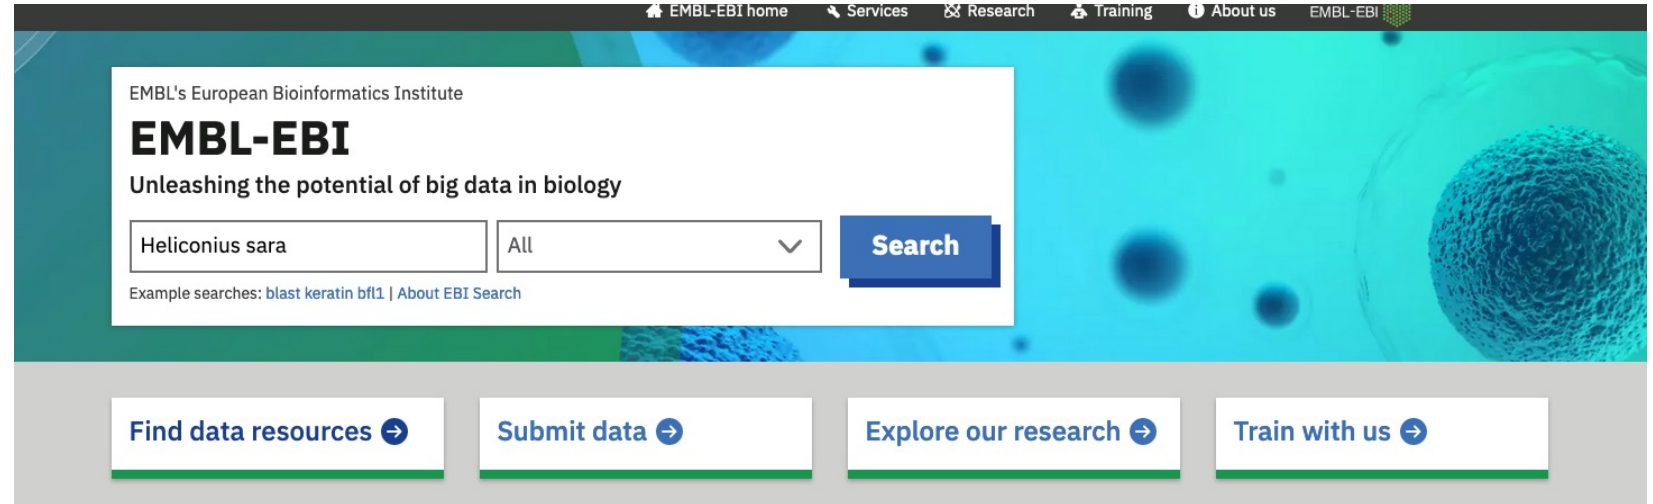 EMBL-EBI home Services Research Training About us EMBL-EBI
EMBL's European Bioinformatics Institute
EMBL-EBI
Unleashing the potential of big data in biology
Heliconius sara All Search
Example searches: blast keratin bfl1 | About EBI Search
Find data resources Submit data Explore our research Train with us